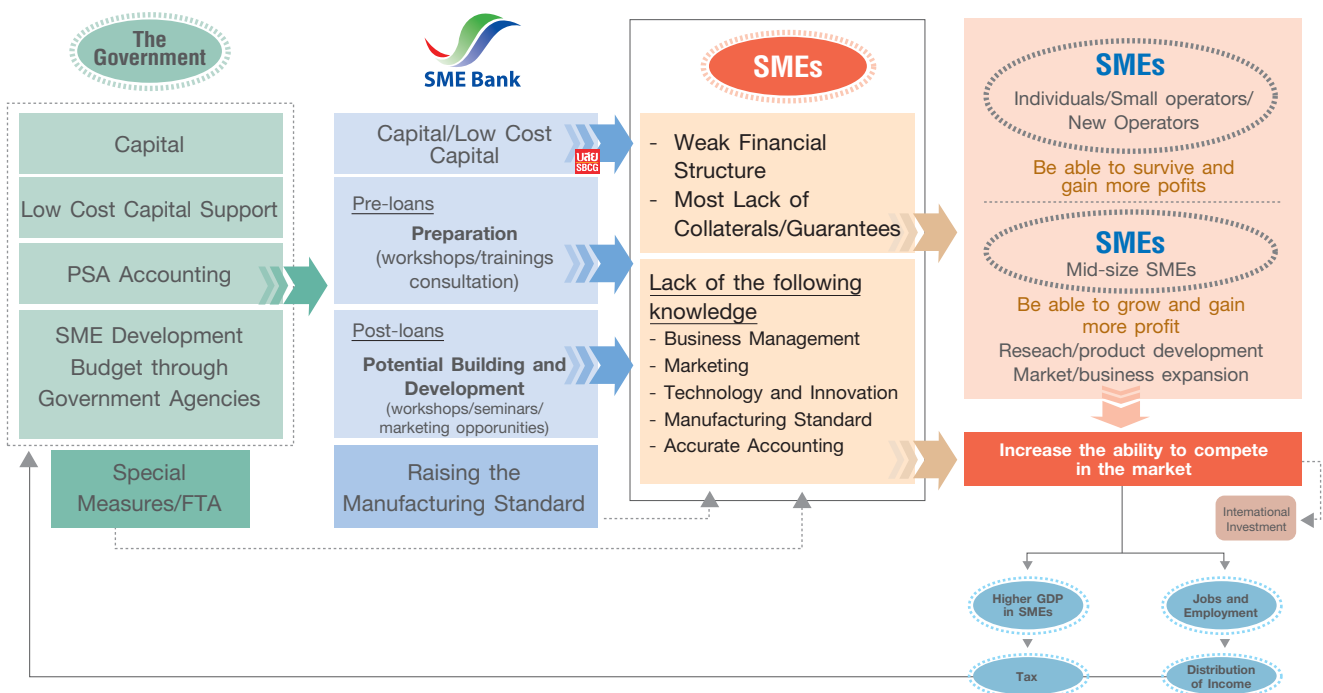 The
Government
Capital
Low Cost Capital Support
PSA Accounting
SME Development
Budget through
Government Agencies
Special
Measures/FTA
SME Bank
Capital/Low Cost
Capital
บสย
SBCG
Pre-loans
Preparation
(workshops/trainings
consultation)
Post-loans
Potential Building and
Development
(workshops/seminars/
marketing opporunities)
Raising the
Manufacturing Standard
SMEs
- Weak Financial
Structure
- Most Lack of
Collaterals/Guarantees
Lack of the following
knowledge
- Business Management
- Marketing
- Technology and Innovation
- Manufacturing Standard
- Accurate Accounting
SMEs
Individuals/Small operators/
New Operators
Be able to survive and
gain more pofits
SMEs
Mid-size SMEs
Be able to grow and gain
more profit
Reseach/product development
Market/business expansion
Increase the ability to compete
in the market
International
Investment
Higher GDP
in SMEs
Jobs and
Employment
Tax
Distribution
of Income